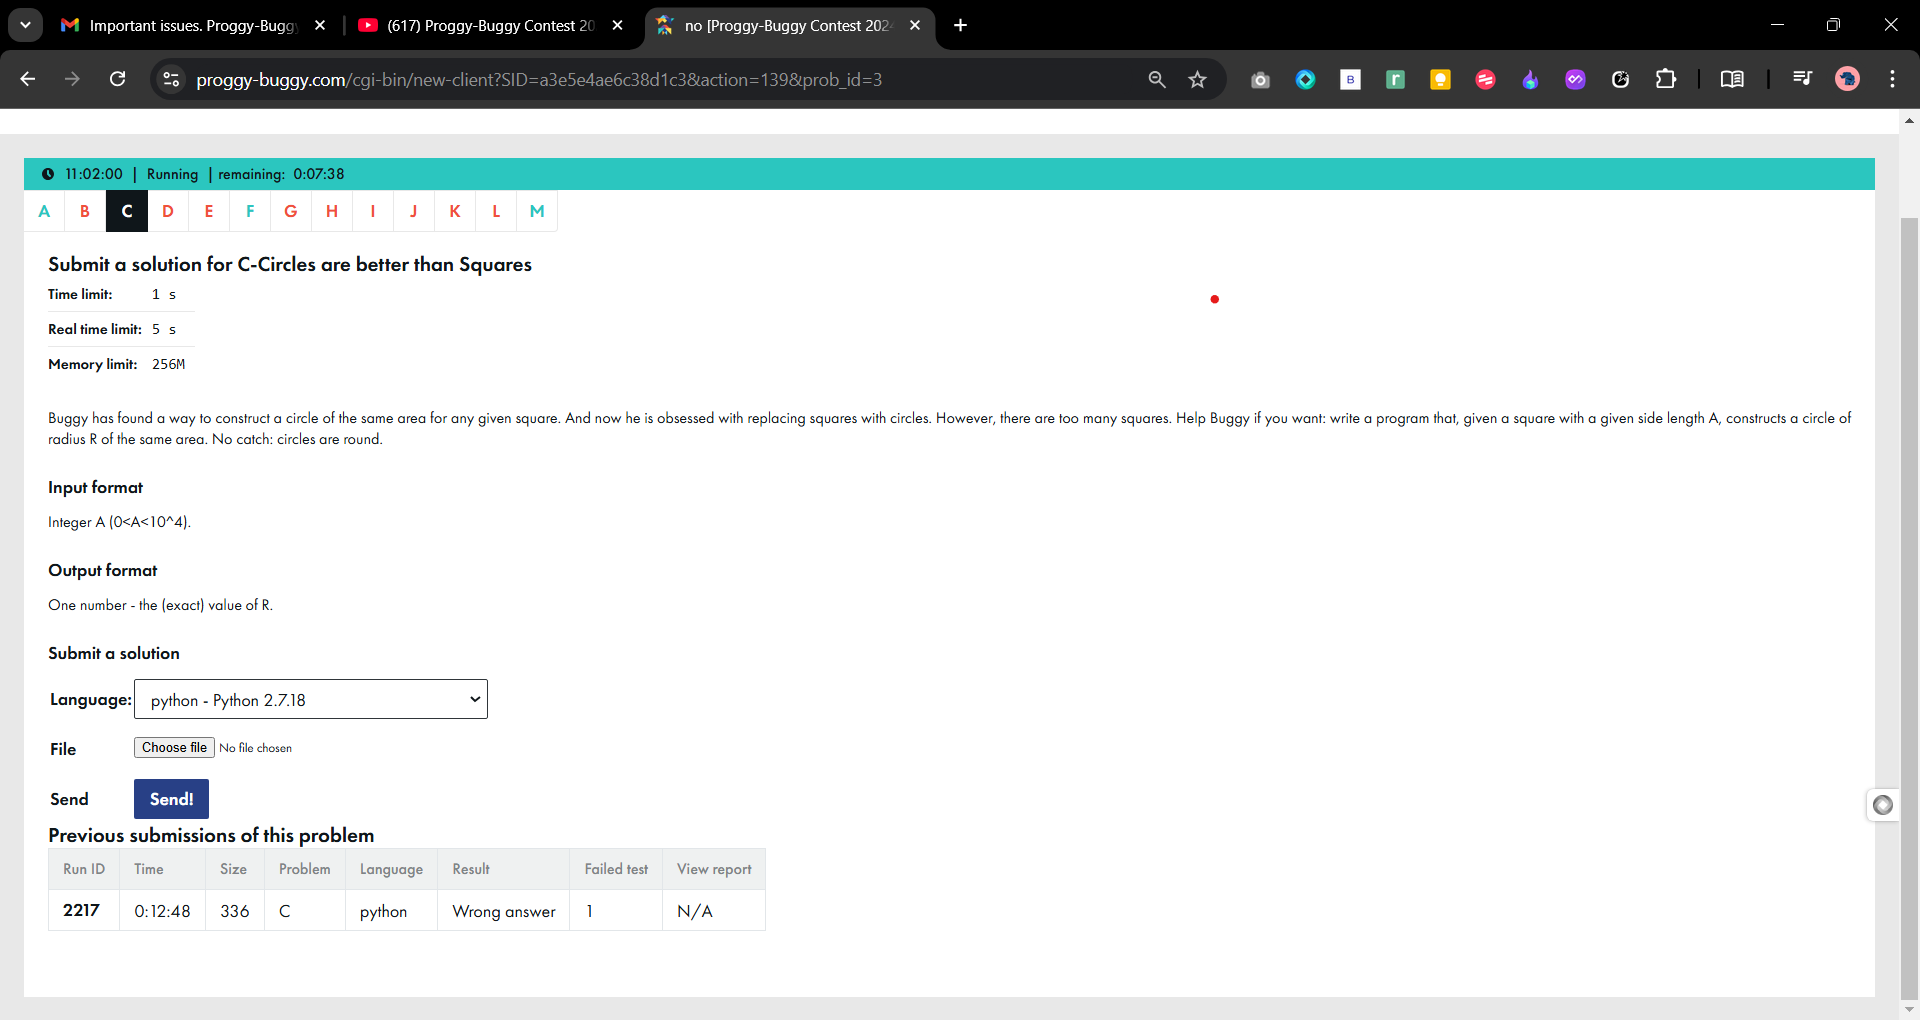 Important issues. Proggy-Bugg
(617) Proggy-Buggy Contest 20
no [Proggy-Buggy Contest 202
proggy-buggy.com/cgi-bin/new-client?SID=a3e5e4ae6c38d1c3&action=139&prob_id=3
11:02:00 | Running | remaining: 0:07:38
A B C D E F G H I J K L M
Submit a solution for C-Circles are better than Squares
Time limit: 1 s
Real time limit: 5 s
Memory limit: 256M
Buggy has found a way to construct a circle of the same area for any given square. And now he is obsessed with replacing squares with circles. However, there are too many squares. Help Buggy if you want: write a program that, given a square with a given side length A, constructs a circle of
radius R of the same area. No catch: circles are round.
Input format
Integer A (0<A<10^4).
Output format
One number - the (exact) value of R.
Submit a solution
Language: python - Python 2.7.18
File Choose file No file chosen
Send Send!
Previous submissions of this problem
Run ID Time Size Problem Language Result Failed test View report
2217 0:12:48 336 C python Wrong answer 1 N/A